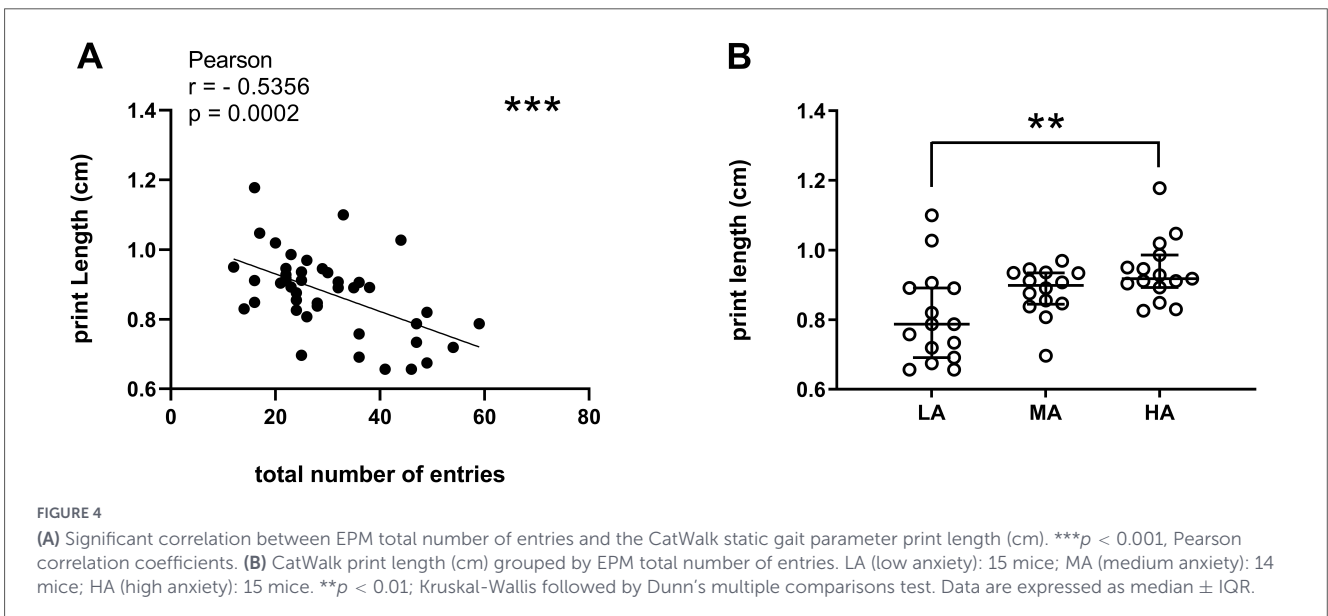 A
Pearson
r = - 0.5356
p = 0.0002
***
1.4
1.2
1.0
0.8
0.6
print Length (cm)
0
20
40
60
80
total number of entries
B
**
1.4
1.2
1.0
0.8
0.6
print length (cm)
LA
MA
HA
FIGURE 4
(A) Significant correlation between EPM total number of entries and the CatWalk static gait parameter print length (cm). ***p < 0.001, Pearson
correlation coefficients. (B) CatWalk print length (cm) grouped by EPM total number of entries. LA (low anxiety): 15 mice; MA (medium anxiety): 14
mice; HA (high anxiety): 15 mice. **p < 0.01; Kruskal-Wallis followed by Dunn's multiple comparisons test. Data are expressed as median ± IQR.